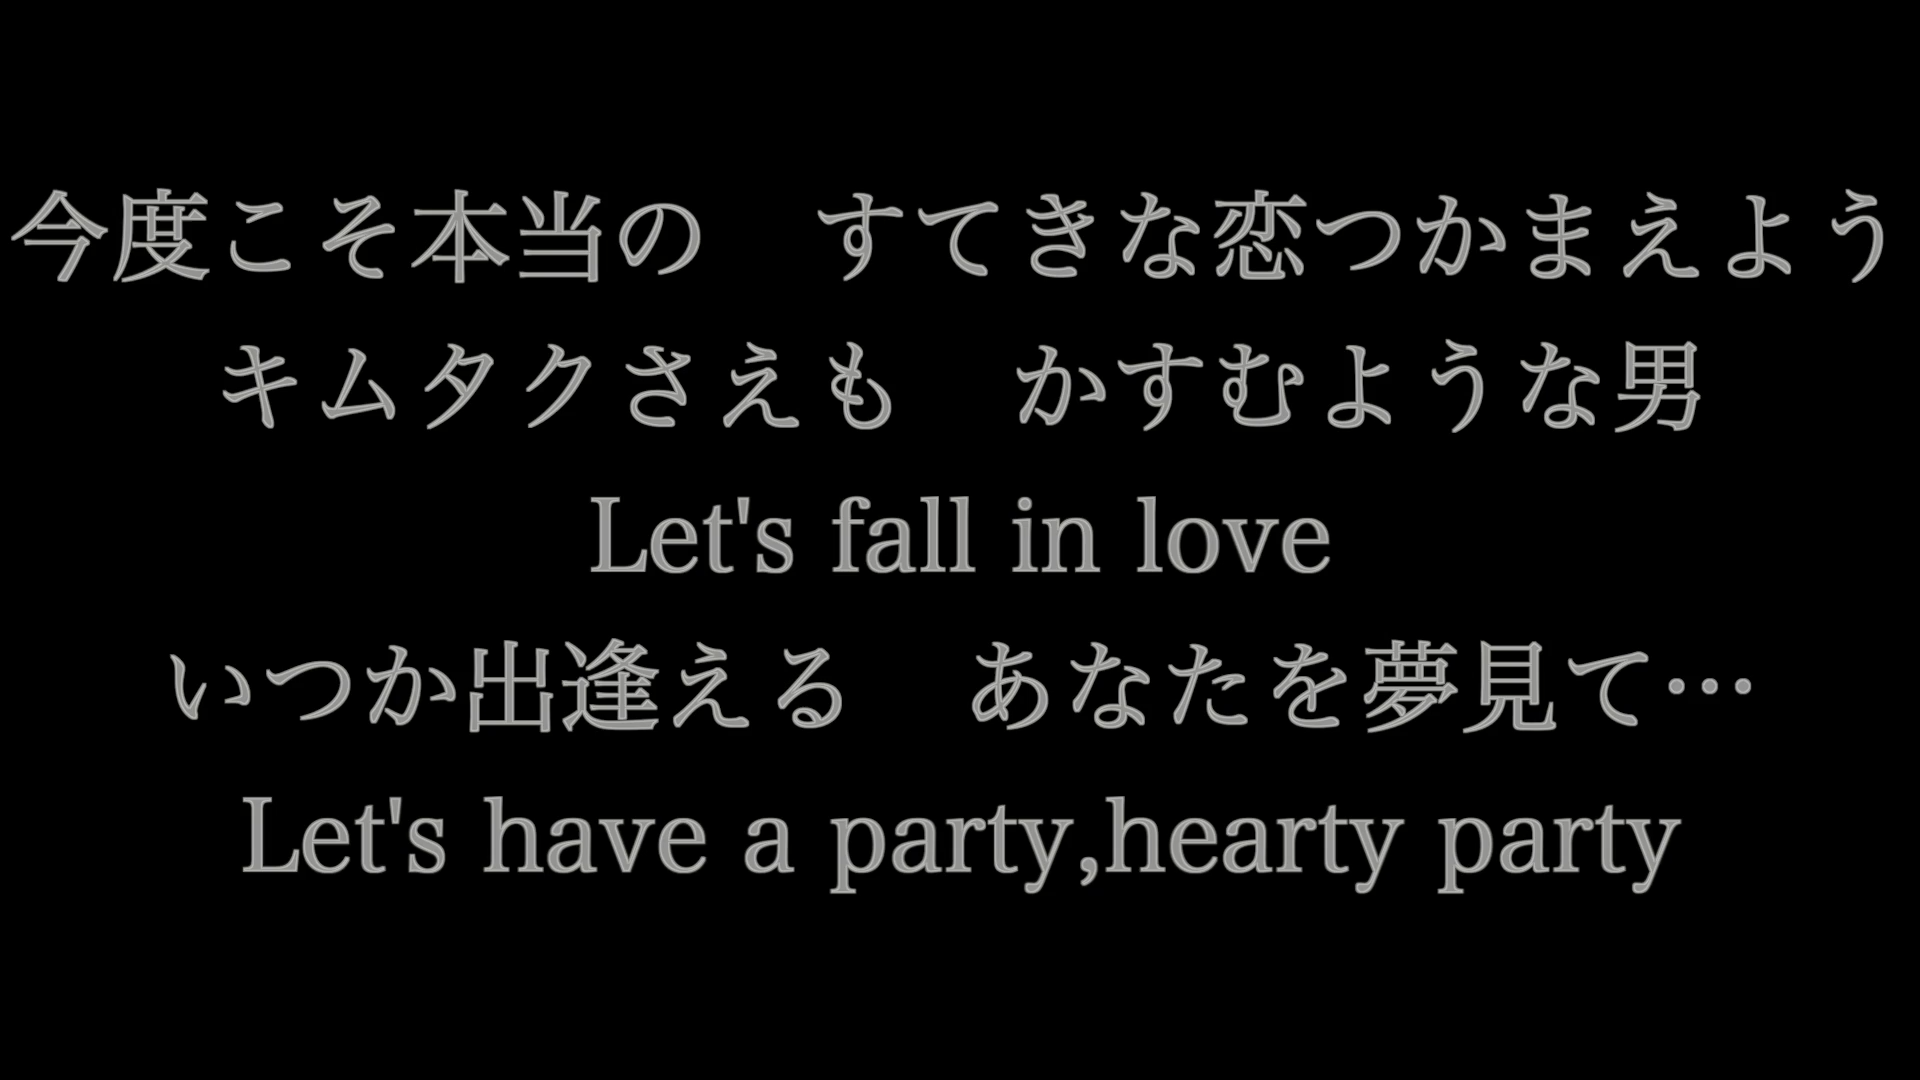 今度こそ本当の　すてきな恋つかまえよう
キムタクさえも　かすむような男
Let's fall in love
いつか出逢える　あなたを夢見て…
Let's have a party,hearty party